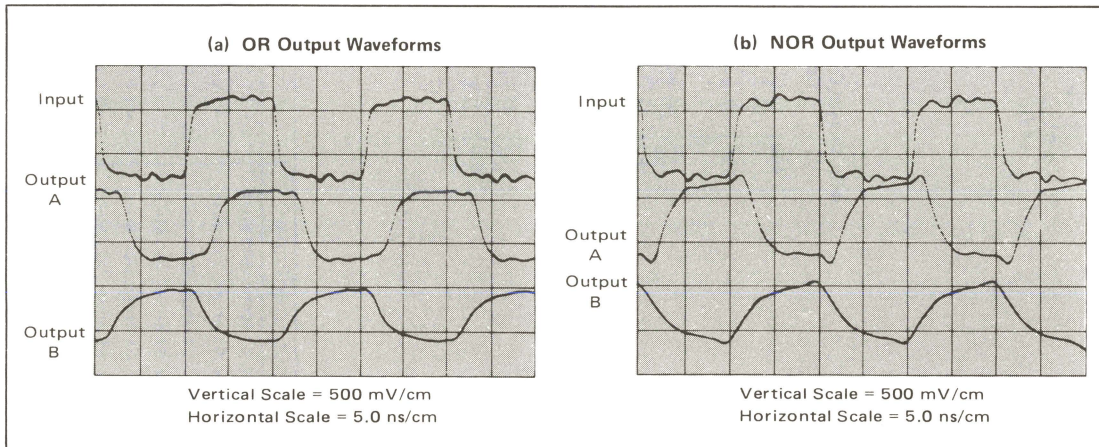 (a) OR Output Waveforms
Input
Output
A
Output
B
Vertical Scale = 500 mV/cm
Horizontal Scale = 5.0 ns/cm
(b) NOR Output Waveforms
Input
Output
A
Output
B
Vertical Scale = 500 mV/cm
Horizontal Scale = 5.0 ns/cm